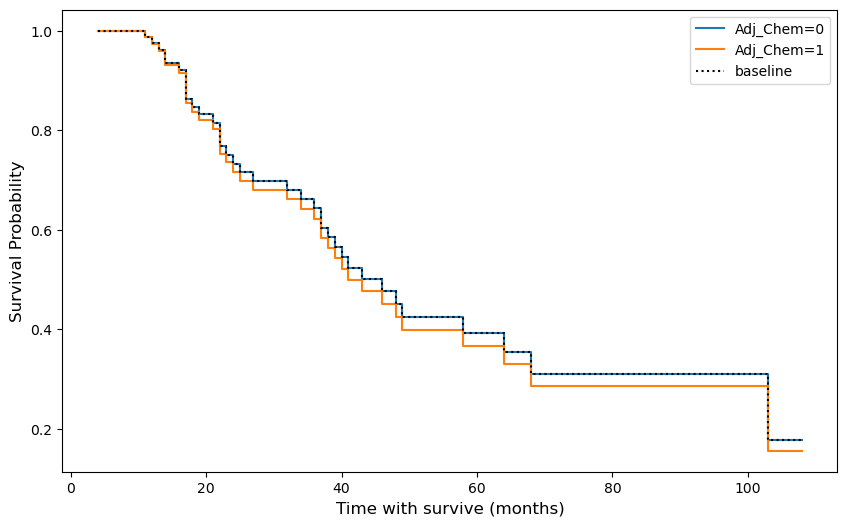 Adj_Chem=0
Adj_Chem=1
baseline
Survival Probability
1.0
0.8
0.6
0.4
0.2
0
20
40
60
80
100
Time with survive (months)